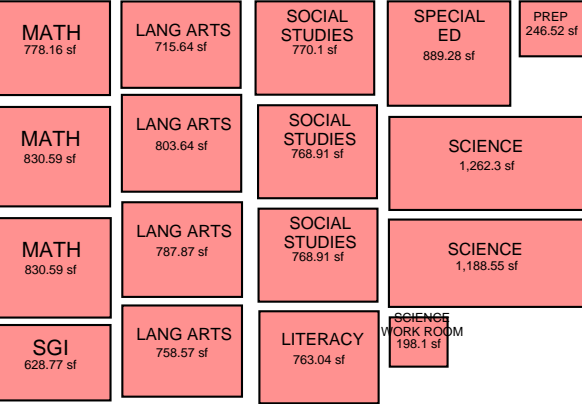 MATH
778.16 sf
LANG ARTS
715.64 sf
SOCIAL
STUDIES
770.1 sf
SPECIAL
ED
889.28 sf
PREP
246.52 sf
MATH
830.59 sf
LANG ARTS
803.64 sf
SOCIAL
STUDIES
768.91 sf
SCIENCE
1,262.3 sf
MATH
830.59 sf
LANG ARTS
787.87 sf
SOCIAL
STUDIES
768.91 sf
SCIENCE
1,188.55 sf
SGI
628.77 sf
LANG ARTS
758.57 sf
LITERACY
763.04 sf
SCIENCE
WORK ROOM
198.1 sf